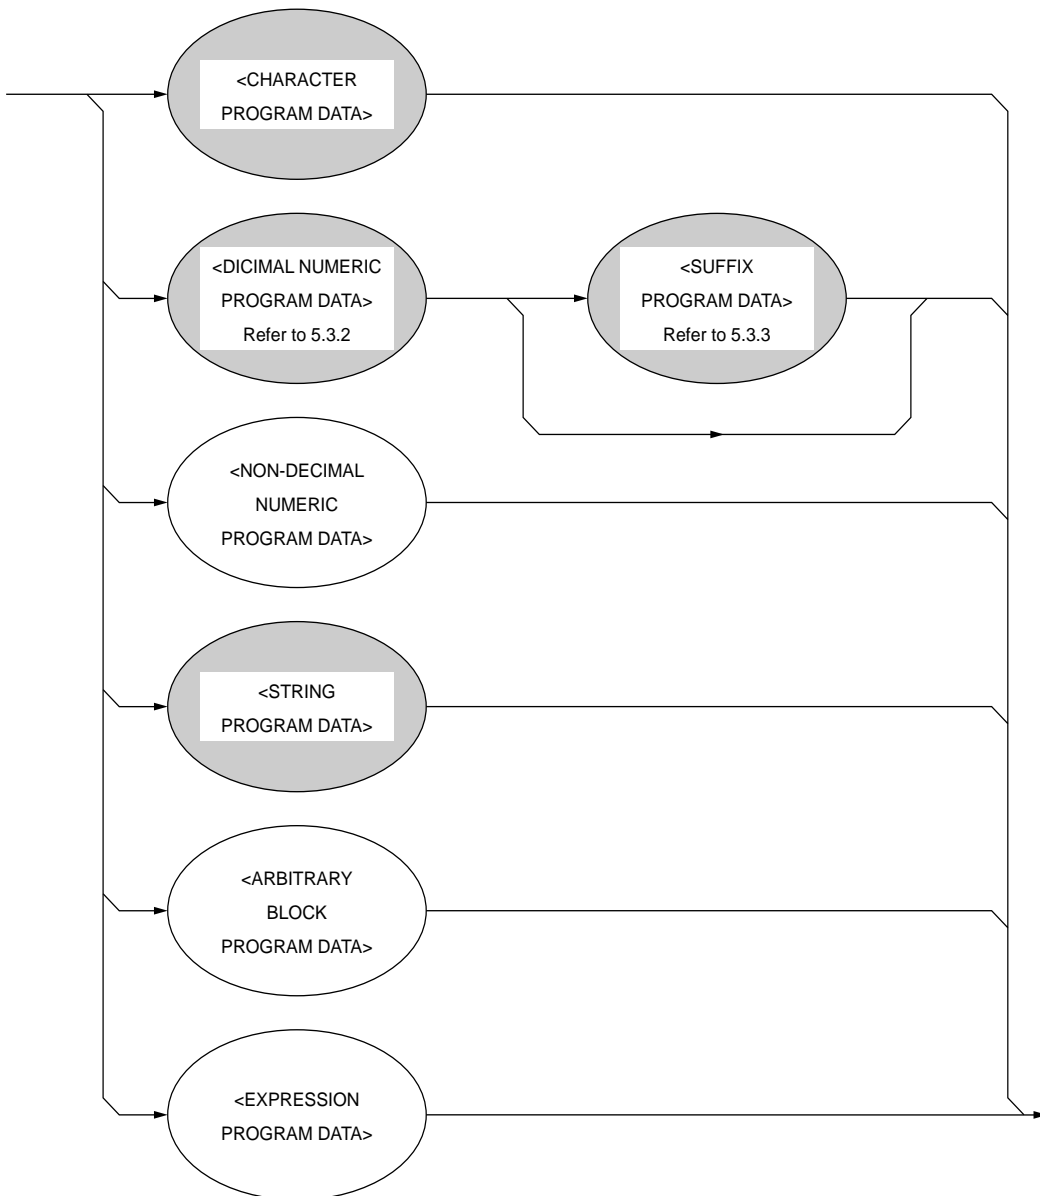 <CHARACTER
PROGRAM DATA>
<DICIMAL NUMERIC
PROGRAM DATA>
Refer to 5.3.2
<SUFFIX
PROGRAM DATA>
Refer to 5.3.3
<NON-DECIMAL
NUMERIC
PROGRAM DATA>
<STRING
PROGRAM DATA>
<ARBITRARY
BLOCK
PROGRAM DATA>
<EXPRESSION
PROGRAM DATA>